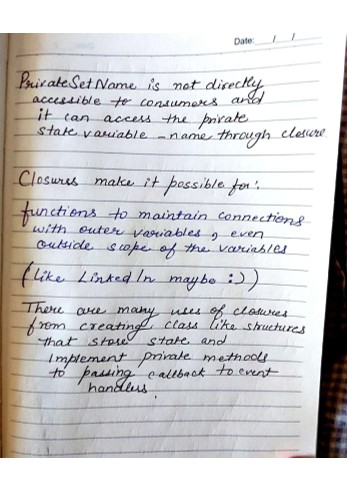 Date: / /
PrivateSetName is not directly
accessible to consumers and
it can access the private
state variable _name through closure
Closures make it possible for:
functions to maintain connections
with outer variables, even
outside scope of the variables
(Like LinkedIn maybe :))
There are many uses of closures
from creating class like structures
that store state and
implement private methods
to passing callback to event
handlers.